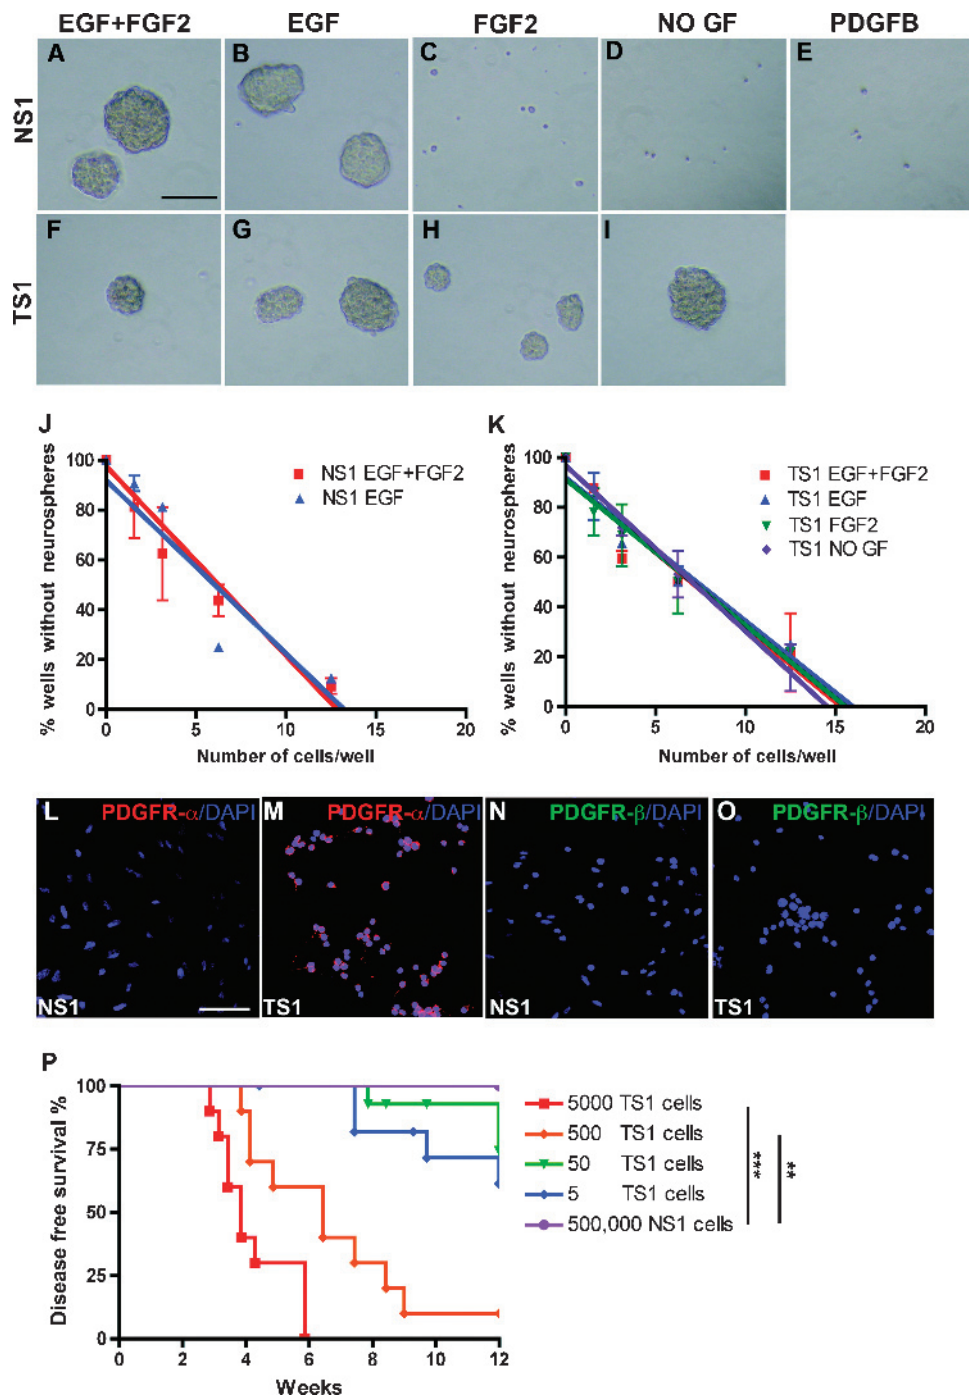 EGF+FGF2 EGF FGF2 NO GF PDGFB
NS1
A B C D E
TS1
F G H I
J
% wells without neurospheres
100
80
60
40
20
0
0 5 10 15 20
Number of cells/well
NS1 EGF+FGF2
NS1 EGF
K
% wells without neurospheres
100
80
60
40
20
0
0 5 10 15 20
Number of cells/well
TS1 EGF+FGF2
TS1 EGF
TS1 FGF2
TS1 NO GF
L PDGFR-α/DAPI
NS1
M PDGFR-α/DAPI
TS1
N PDGFR-β/DAPI
NS1
O PDGFR-β/DAPI
TS1
P
Disease free survival %
100
75
50
25
0
0 2 4 6 8 10 12
Weeks
5000 TS1 cells
500 TS1 cells
50 TS1 cells
5 TS1 cells
500,000 NS1 cells
***
**